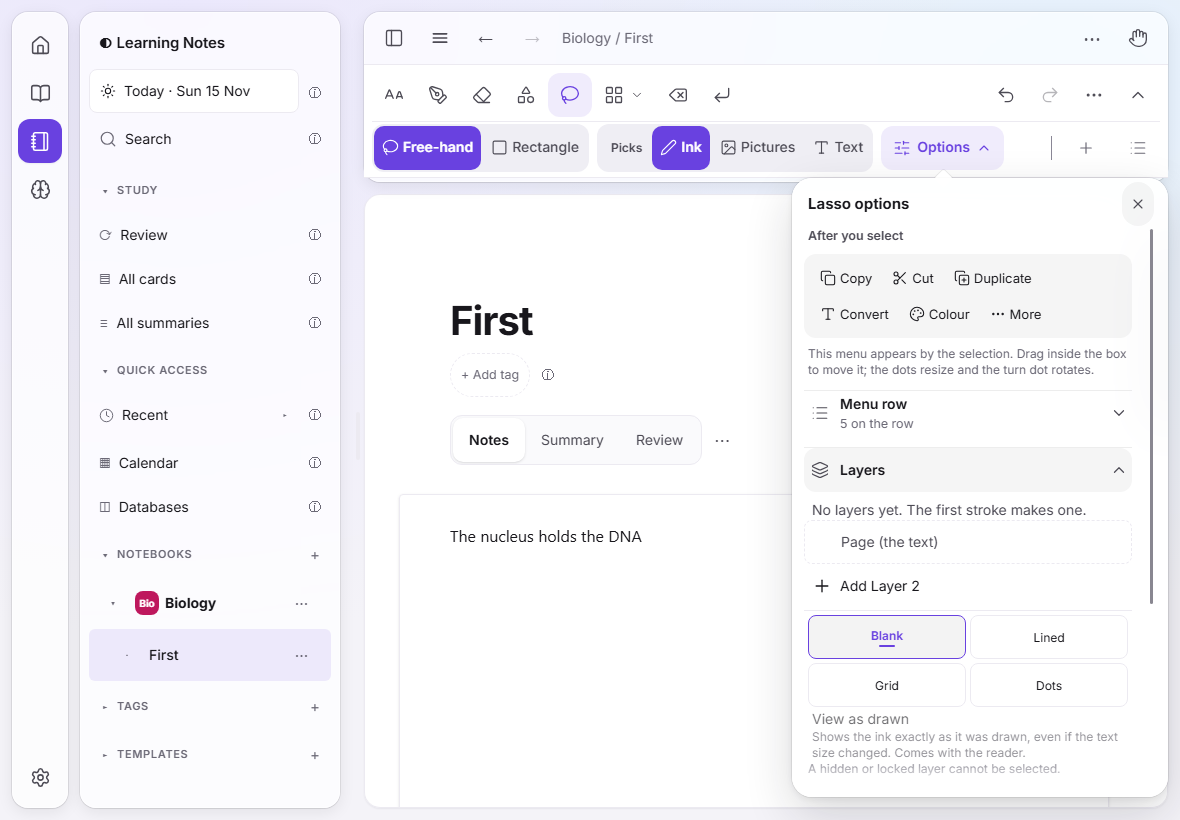 Learning Notes
Today · Sun 15 Nov
Search
STUDY
Review
All cards
All summaries
QUICK ACCESS
Recent
Calendar
Databases
NOTEBOOKS
Bio Biology
First
TAGS
TEMPLATES
Biology / First
AA
Free-hand Rectangle Picks Ink Pictures Text Options
First
+ Add tag
Notes Summary Review
The nucleus holds the DNA
Lasso options
After you select
Copy Cut Duplicate
Convert Colour More
This menu appears by the selection. Drag inside the box
to move it; the dots resize and the turn dot rotates.
Menu row
5 on the row
Layers
No layers yet. The first stroke makes one.
Page (the text)
Add Layer 2
Blank Lined
Grid Dots
View as drawn
Shows the ink exactly as it was drawn, even if the text
size changed. Comes with the reader.
A hidden or locked layer cannot be selected.